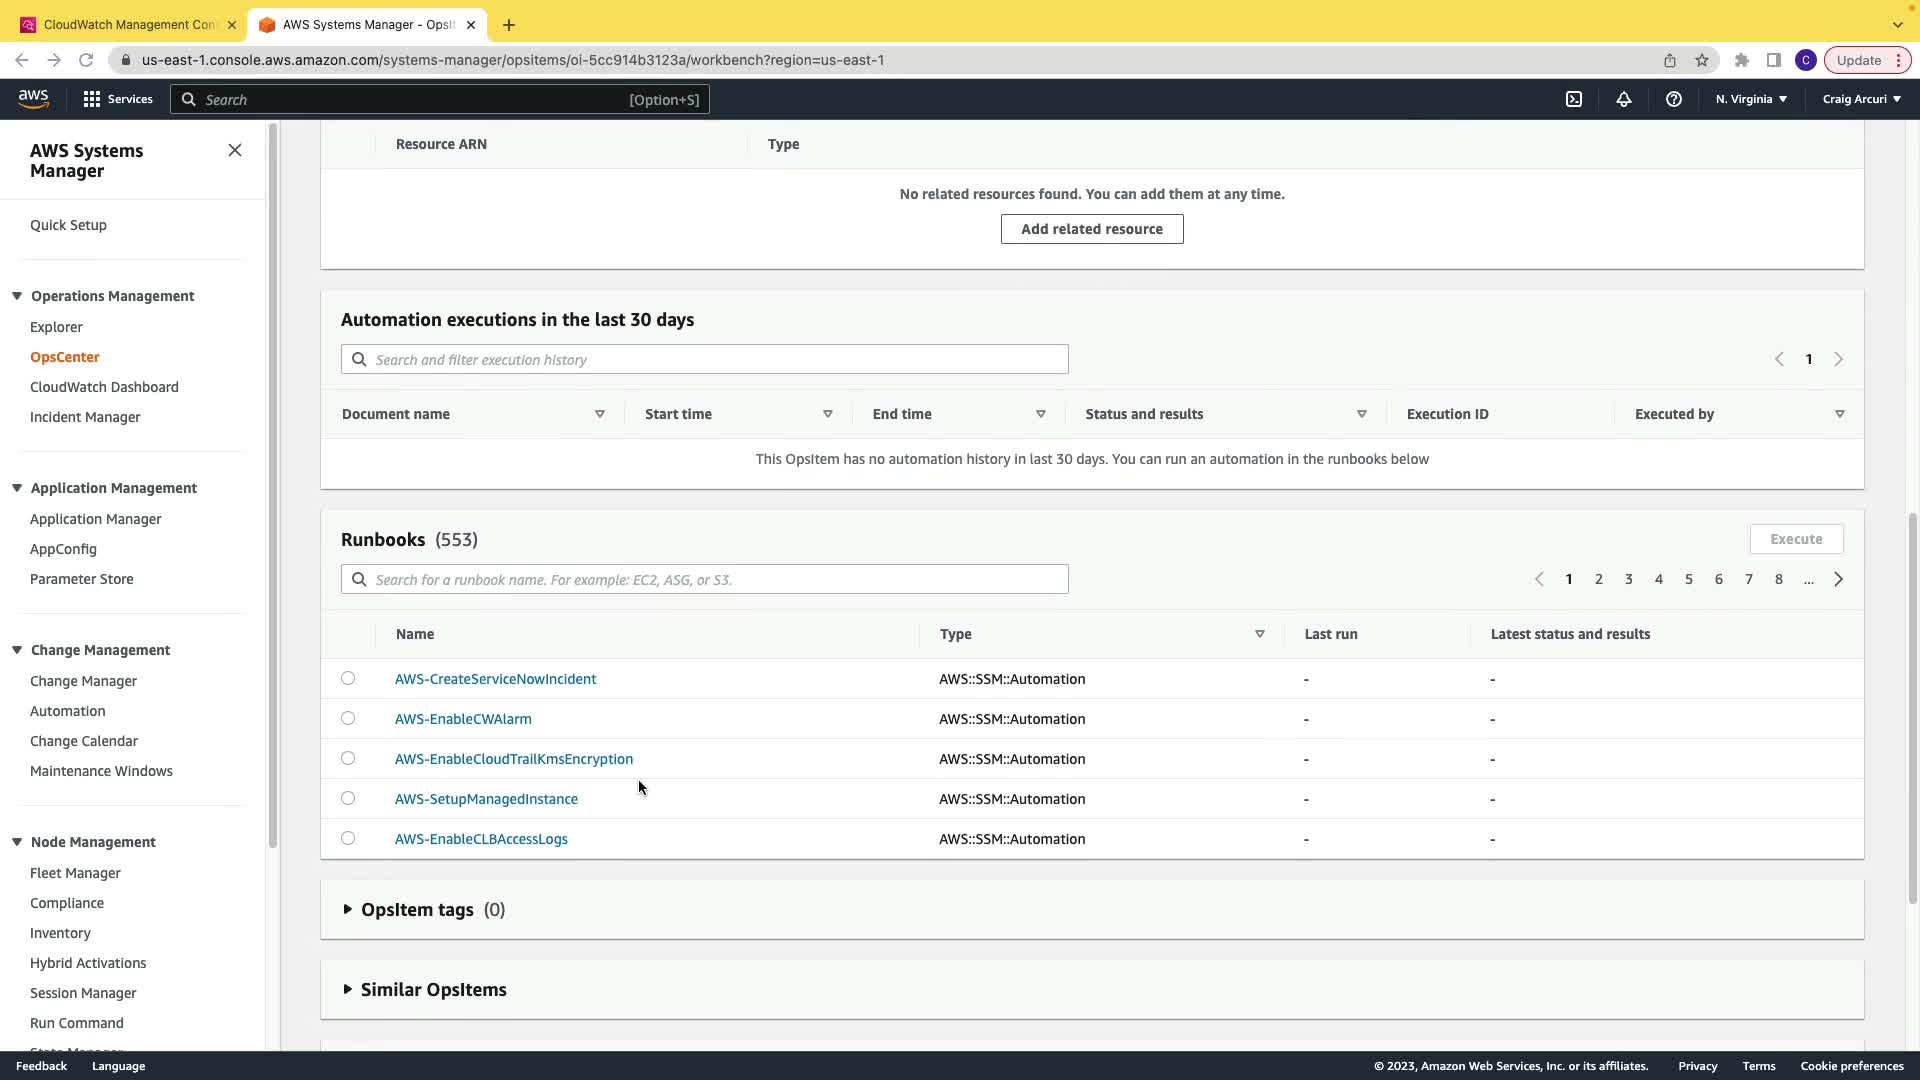 CloudWatch Management Con
AWS Systems Manager - OpsIt
us-east-1.console.aws.amazon.com/systems-manager/opsitems/oi-5cc914b3123a/workbench?region=us-east-1
C
Update
aws
Services
Search
[Option+S]
N. Virginia
Craig Arcuri
AWS Systems
Manager
Quick Setup
Operations Management
Explorer
OpsCenter
CloudWatch Dashboard
Incident Manager
Application Management
Application Manager
AppConfig
Parameter Store
Change Management
Change Manager
Automation
Change Calendar
Maintenance Windows
Node Management
Fleet Manager
Compliance
Inventory
Hybrid Activations
Session Manager
Run Command
Resource ARN Type
No related resources found. You can add them at any time.
Add related resource
Automation executions in the last 30 days
Search and filter execution history
1
Document name Start time End time Status and results Execution ID Executed by
This OpsItem has no automation history in last 30 days. You can run an automation in the runbooks below
Runbooks (553)
Execute
Search for a runbook name. For example: EC2, ASG, or S3.
1 2 3 4 5 6 7 8 ...
Name Type Last run Latest status and results
AWS-CreateServiceNowIncident AWS::SSM::Automation - -
AWS-EnableCWAlarm AWS::SSM::Automation - -
AWS-EnableCloudTrailKmsEncryption AWS::SSM::Automation - -
AWS-SetupManagedInstance AWS::SSM::Automation - -
AWS-EnableCLBAccessLogs AWS::SSM::Automation - -
OpsItem tags (0)
Similar OpsItems
Feedback Language
© 2023, Amazon Web Services, Inc. or its affiliates. Privacy Terms Cookie preferences